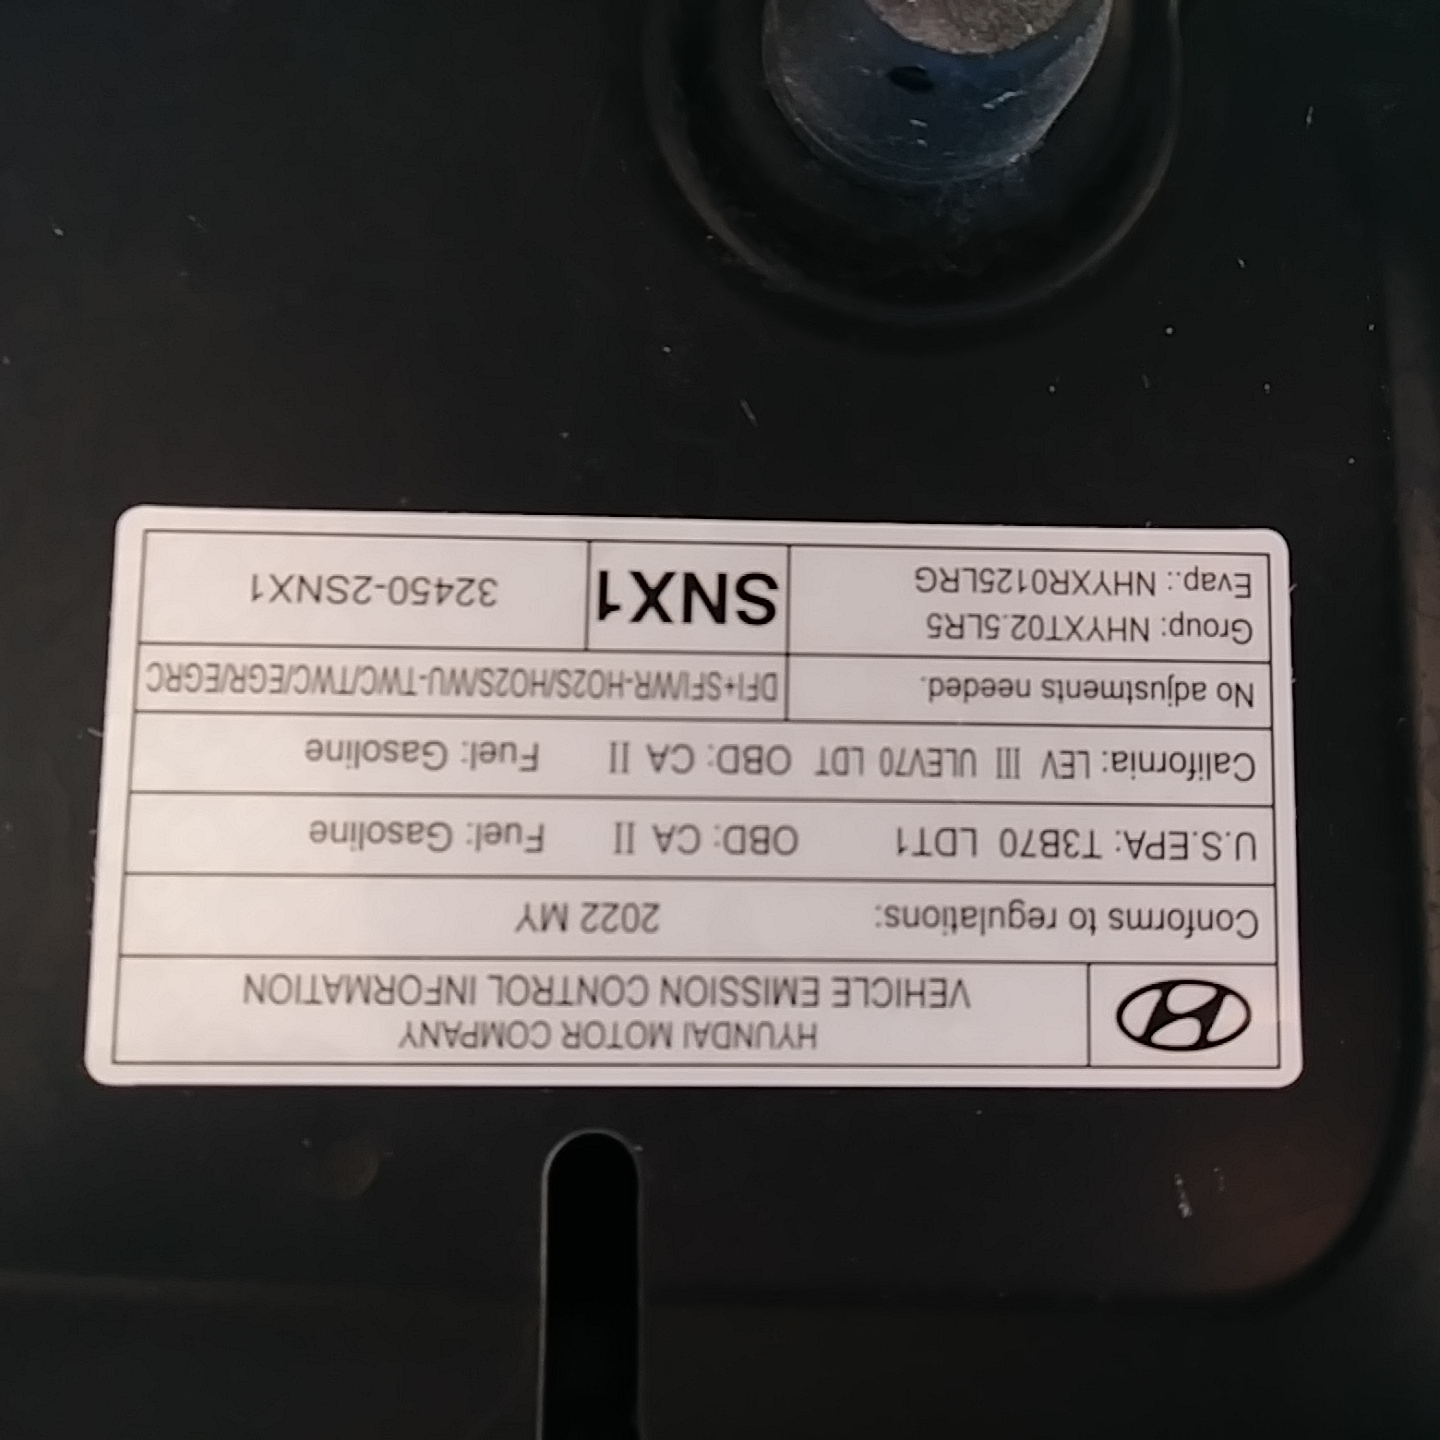 HYUNDAI MOTOR COMPANY
VEHICLE EMISSION CONTROL INFORMATION
Conforms to regulations: 2022 MY
U.S.EPA: T3B70 LDT1 OBD: CA II Fuel: Gasoline
California: LEV III ULEV70 LDT OBD: CA II Fuel: Gasoline
No adjustments needed. DFI+SFI/WR-HO2S/HO2S/WU-TWC/TWC/EGR/EGRC
Group: NHYXT02.5LR5
Evap.: NHYXR0125LRG
SNX1
32450-2SNX1